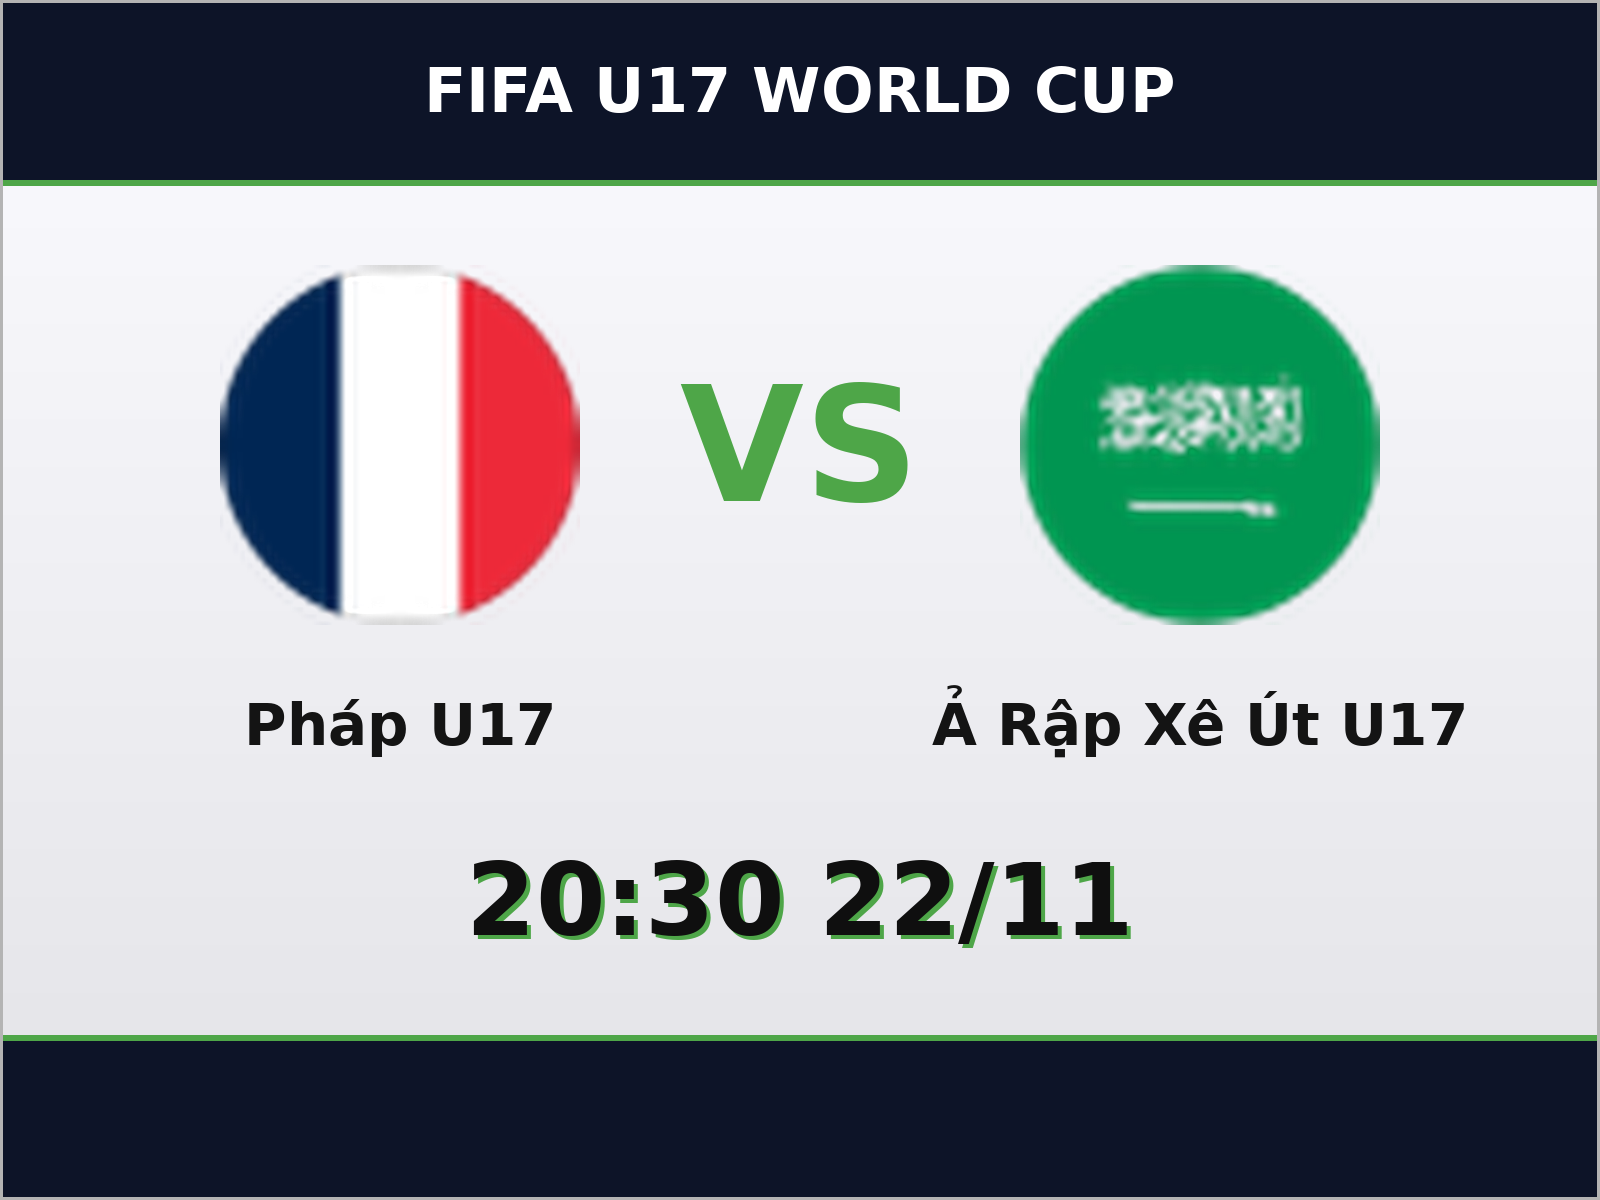 FIFA U17 WORLD CUP
VS
Pháp U17
Ả Rập Xê Út U17
20:30 22/11